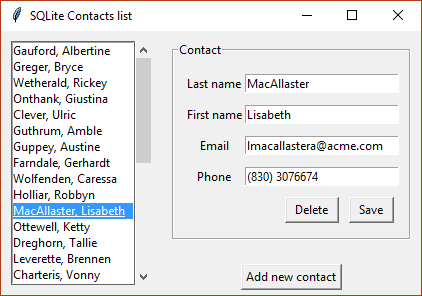 SQLite Contacts list
Gauford, Albertine
Greger, Bryce
Wetherald, Rickey
Onthank, Giustina
Clever, Ulric
Guthrum, Amble
Guppey, Austine
Farndale, Gerhardt
Wolfenden, Caressa
Holliar, Robbyn
MacAllaster, Lisabeth
Ottewell, Ketty
Dreghorn, Tallie
Leverette, Brennen
Charteris, Vonny
Contact
Last name MacAllaster
First name Lisabeth
Email lmacallastera@acme.com
Phone (830) 3076674
Delete Save
Add new contact